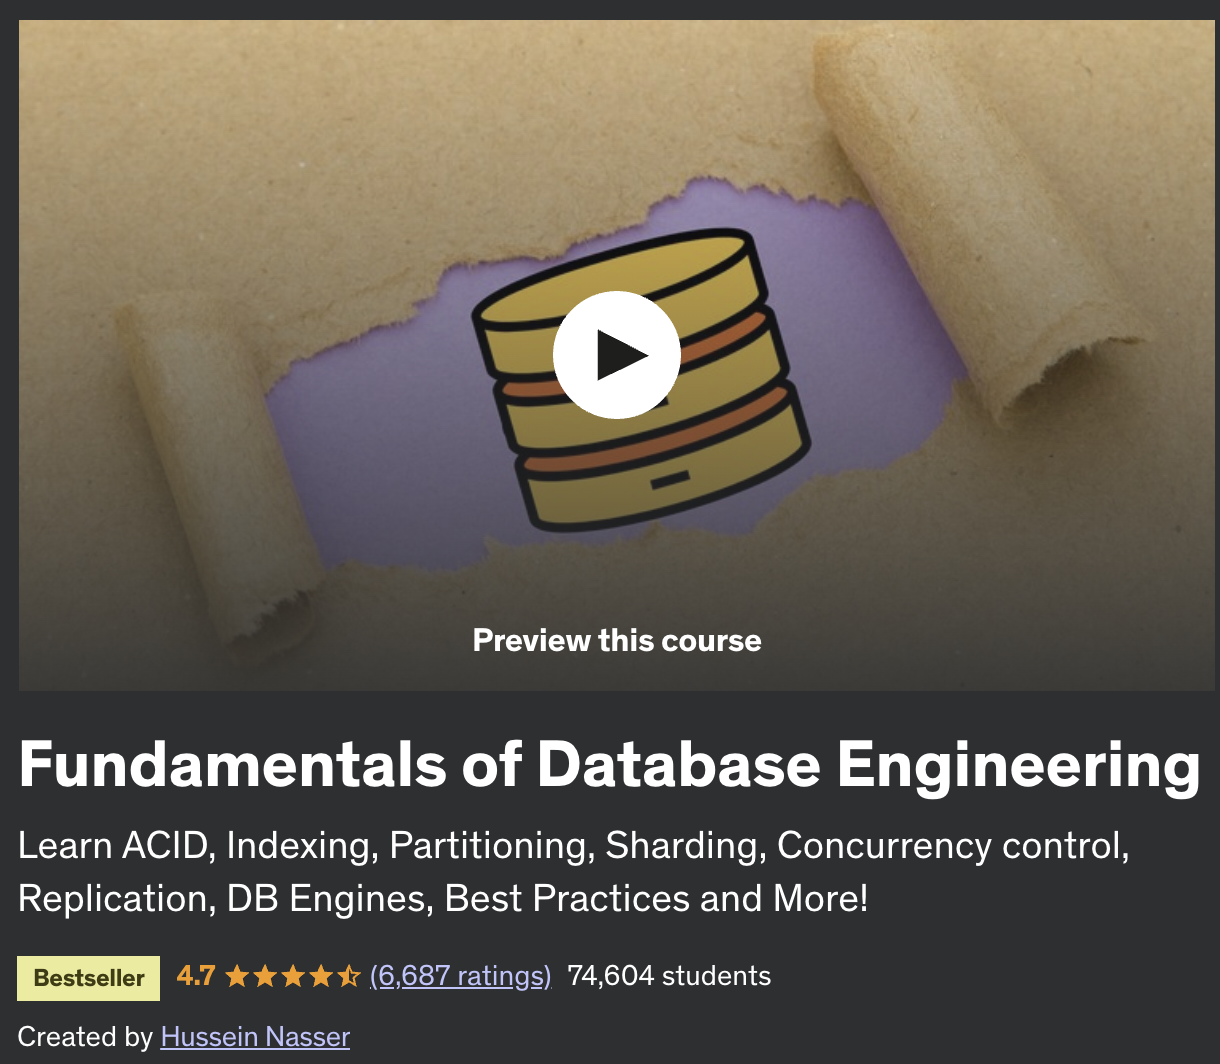 Preview this course
Fundamentals of Database Engineering
Learn ACID, Indexing, Partitioning, Sharding, Concurrency control,
Replication, DB Engines, Best Practices and More!
Bestseller 4.7 (6,687 ratings) 74,604 students
Created by Hussein Nasser